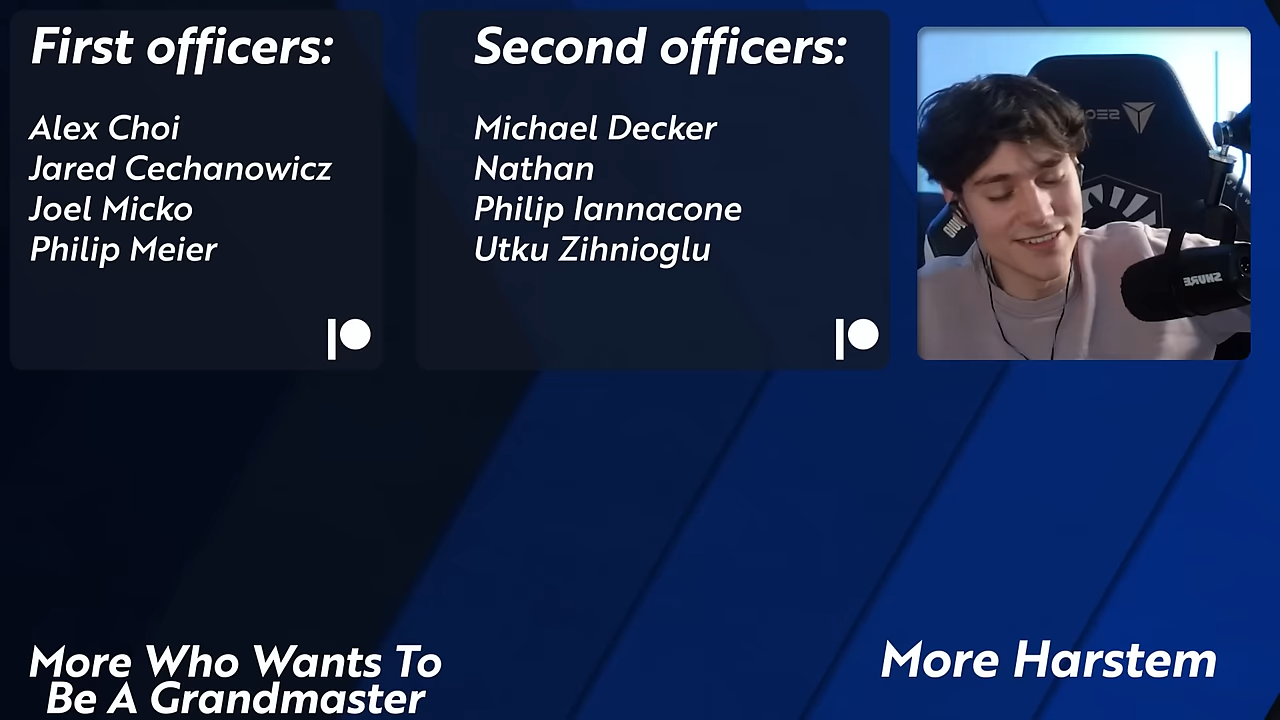 First officers:
Alex Choi
Jared Cechanowicz
Joel Micko
Philip Meier
Second officers:
Michael Decker
Nathan
Philip Iannacone
Utku Zihnioglu
SHURE
More Who Wants To
Be A Grandmaster
More Harstem